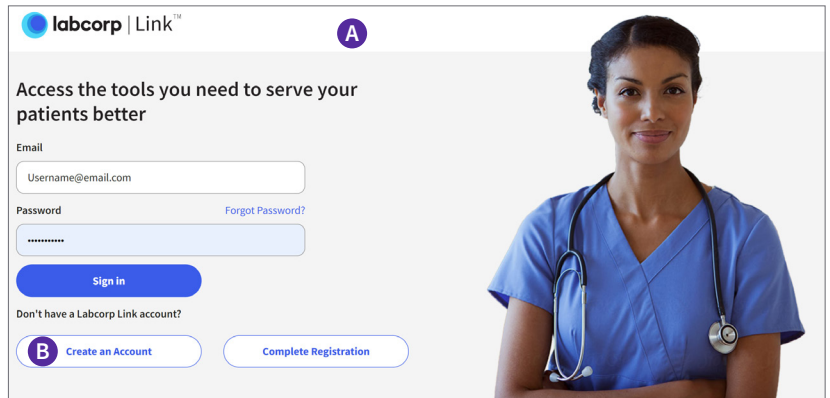 labcorp | Link™
A
Access the tools you need to serve your
patients better
Email
Username@email.com
Password Forgot Password?
•••••••••••
Sign in
Don't have a Labcorp Link account?
B Create an Account Complete Registration